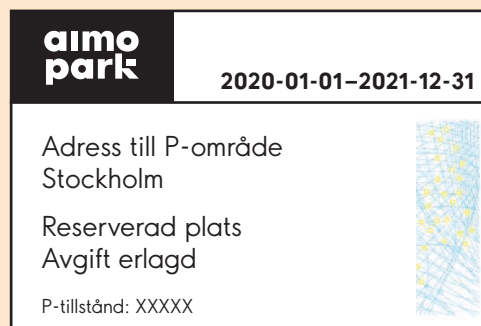 aimo
park
2020-01-01–2021-12-31
Adress till P-område
Stockholm
Reserverad plats
Avgift erlagd
P-tillstånd: XXXXX